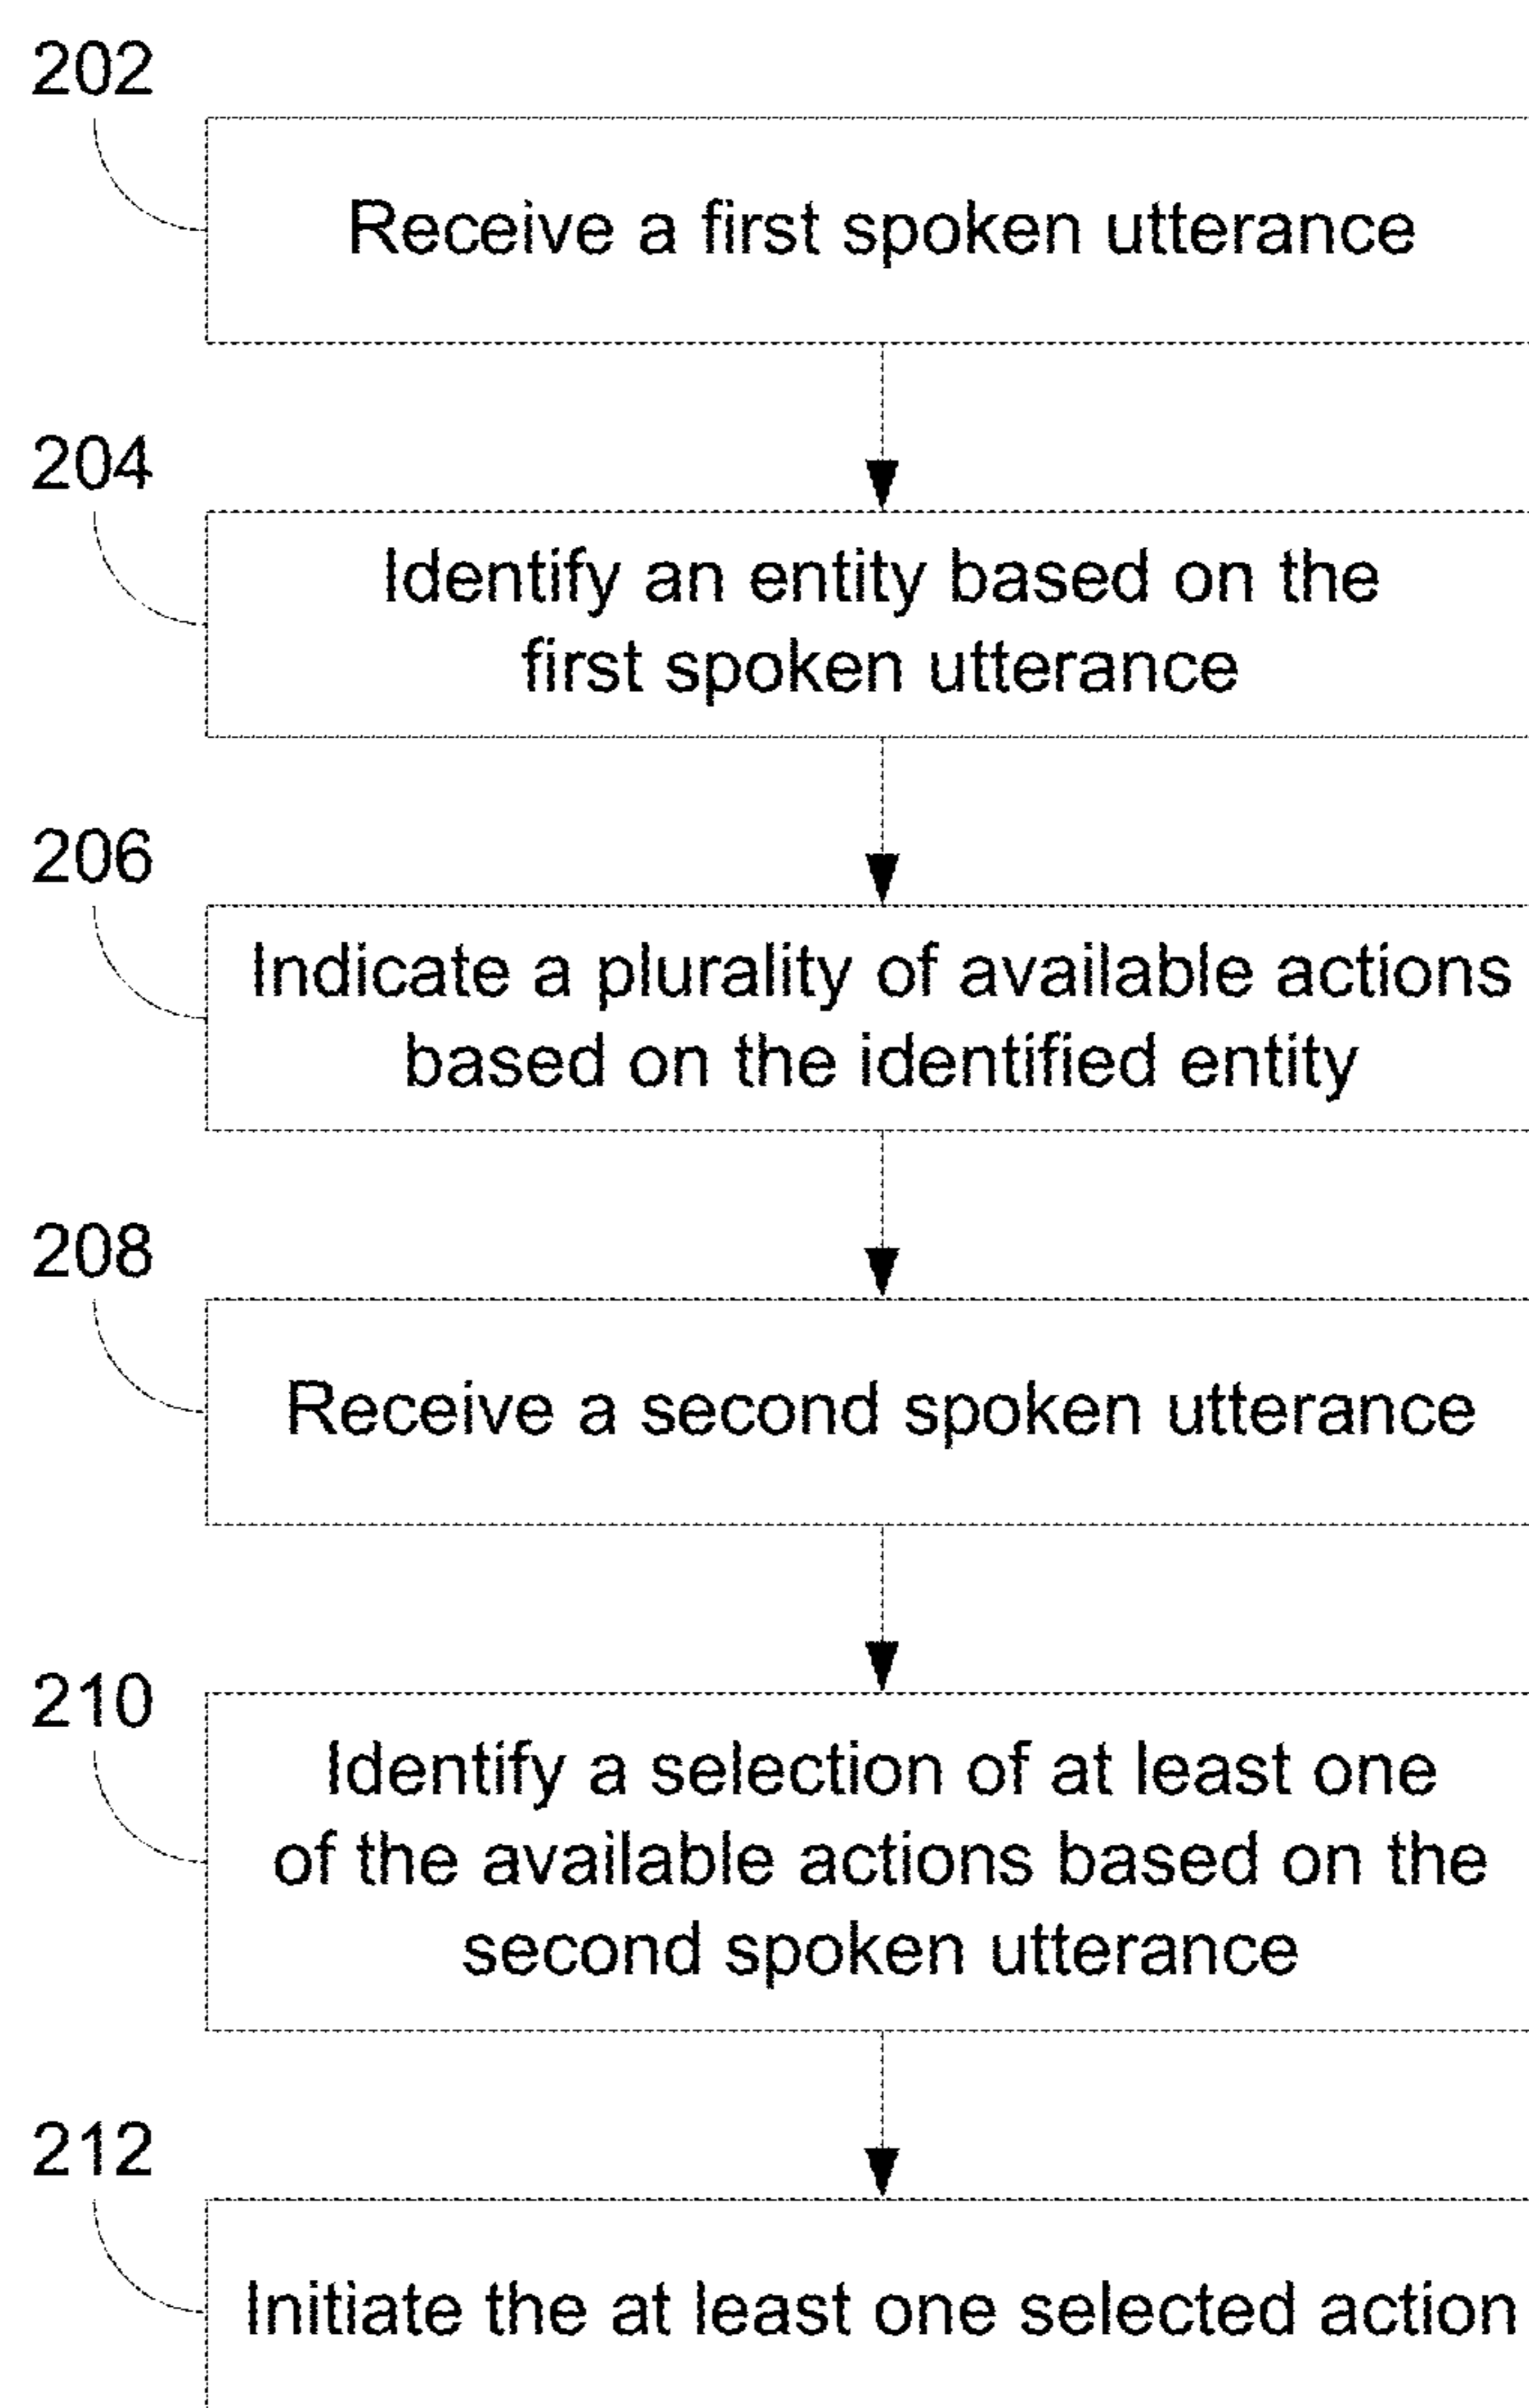 202
Receive a first spoken utterance
204
Identify an entity based on the
first spoken utterance
206
Indicate a plurality of available actions
based on the identified entity
208
Receive a second spoken utterance
210
Identify a selection of at least one
of the available actions based on the
second spoken utterance
212
Initiate the at least one selected action